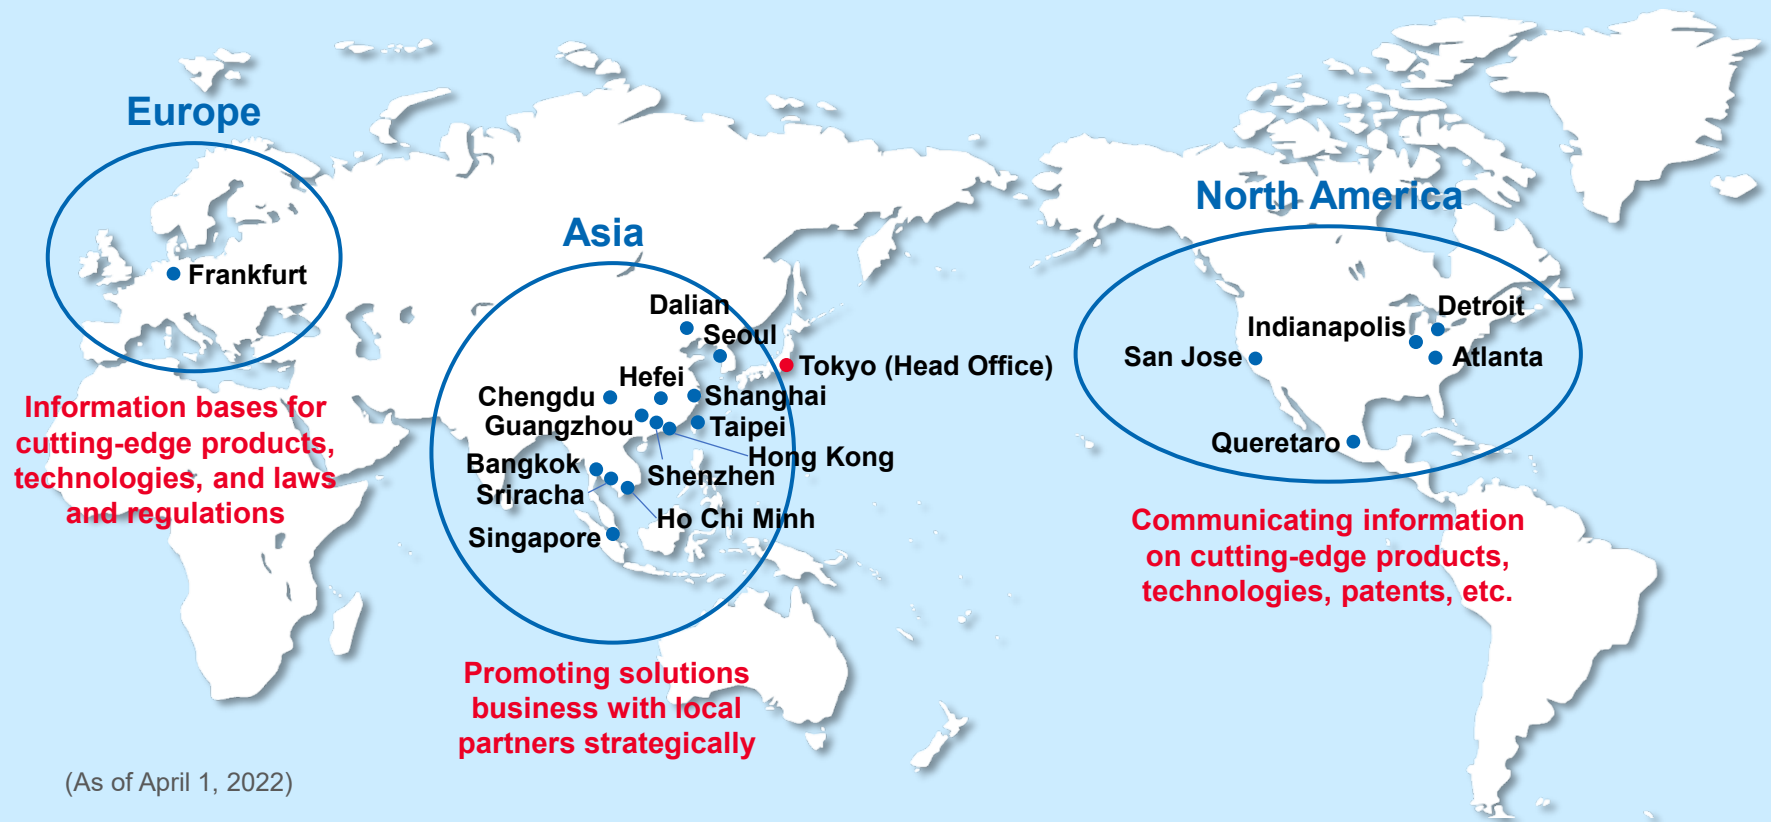 Europe
Frankfurt
Information bases for
cutting-edge products,
technologies, and laws
and regulations
Asia
Dalian
Seoul
Tokyo (Head Office)
Hefei
Chengdu
Shanghai
Guangzhou
Taipei
Hong Kong
Bangkok
Shenzhen
Sriracha
Ho Chi Minh
Singapore
Promoting solutions
business with local
partners strategically
North America
Detroit
Indianapolis
San Jose
Atlanta
Queretaro
Communicating information
on cutting-edge products,
technologies, patents, etc.
(As of April 1, 2022)